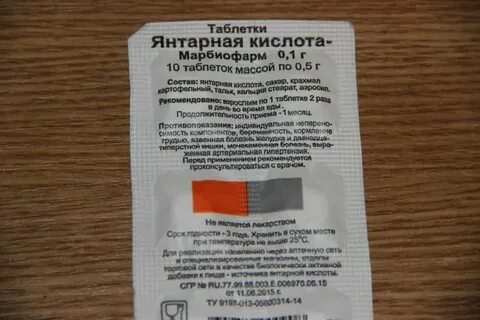 Таблетки
Янтарная кислота-
Марбиофарм 0,1 г
10 таблеток массой по 0,5 г
Состав: янтарная кислота, сахар, крахмал
картофельный, тальк, кальция стеарат, аэросил.
Рекомендовано: взрослым по 1 таблетке 2 раза
в день во время еды.
Продолжительность приема - 1 месяц.
Противопоказания: индивидуальная неперено-
симость компонентов, беременность, кормление
грудью, язвенная болезнь желудка и двенадца-
типерстной кишки, мочекаменная болезнь, выра-
женная артериальная гипертензия.
Перед применением рекомендуется
проконсультироваться с врачом.
Не является лекарством
Срок годности - 3 года. Хранить в сухом месте
при температуре не выше 25°С.
Для реализации населению через аптечную сеть
и специализированные магазины, отделы
торговой сети в качестве биологически активной
добавки к пище - источника янтарной кислоты.
СГР № RU.77.99.88.003.Е.006975.06.15
от 11.06.2015 г.
ТУ 9197-013-05800314-14